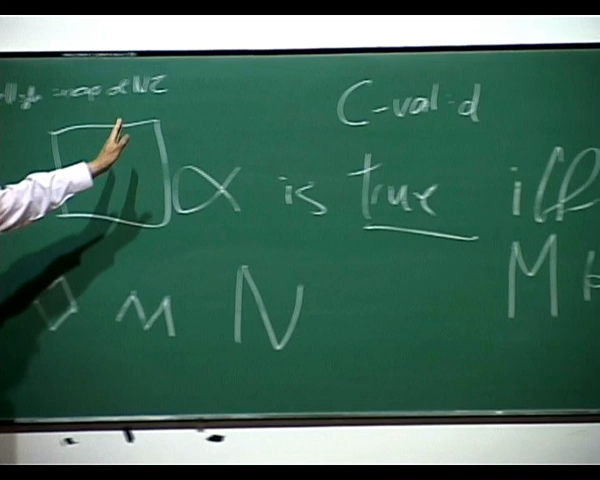 C-valid
□ α is true iff
M
□ M N